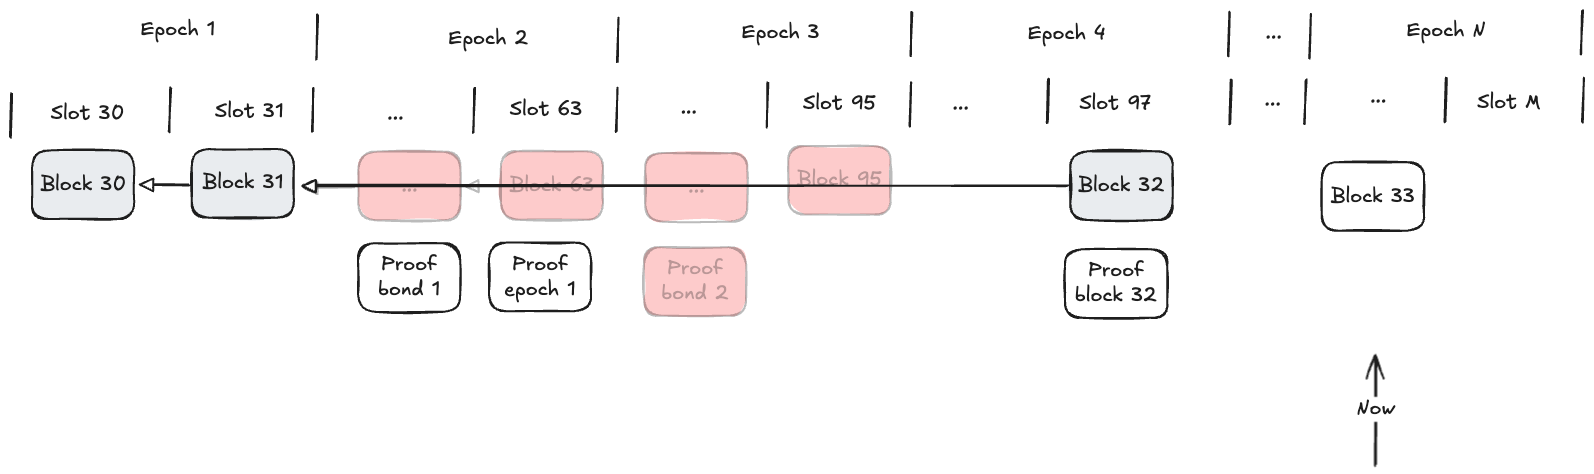 Epoch 1
Epoch 2
Epoch 3
Epoch 4
...
Epoch N
Slot 30
Slot 31
...
Slot 63
...
Slot 95
...
Slot 97
...
...
Slot M
Block 30
Block 31
...
Block 63
...
Block 95
Block 32
Block 33
Proof
bond 1
Proof
epoch 1
Proof
bond 2
Proof
block 32
Now